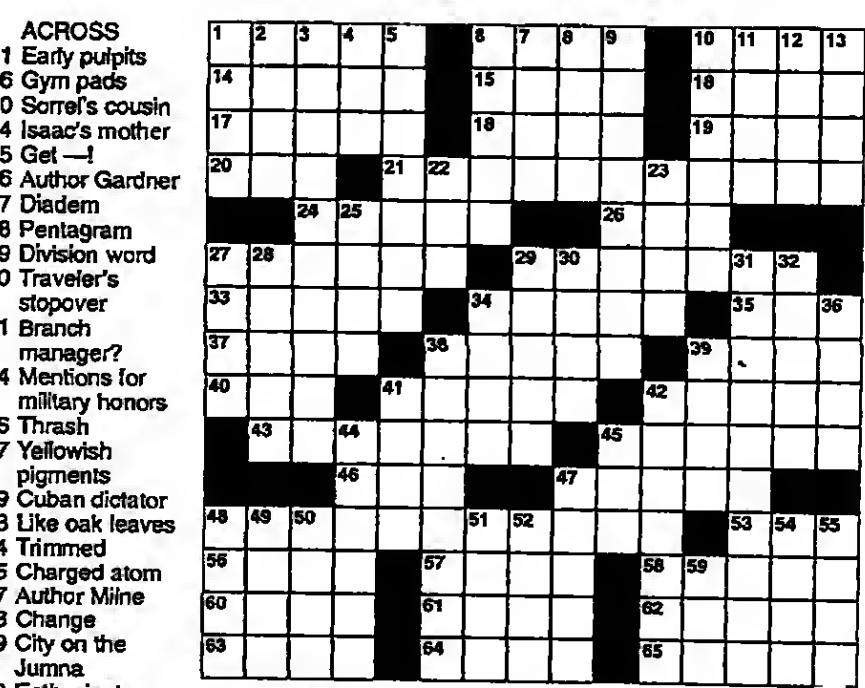 ACROSS
1 Early pulpits
6 Gym pads
0 Sorrel's cousin
4 Isaac's mother
5 Get —!
6 Author Gardner
7 Diadem
8 Pentagram
9 Division word
0 Traveler's
stopover
1 Branch
manager?
4 Mentions for
military honors
6 Thrash
7 Yellowish
pigments
9 Cuban dictator
3 Like oak leaves
4 Trimmed
5 Charged atom
7 Author Milne
8 Change
9 City on the
Jumna
1 2 3 4 5 6 7 8 9 10 11 12 13
14 15 16
17 18 19
20 21 22 23
24 25 26
27 28 29 30 31 32
33 34 35 36
37 38 39
40 41 42
43 44 45
46 47
48 49 50 51 52 53 54 55
56 57 58 59
60 61 62
63 64 65